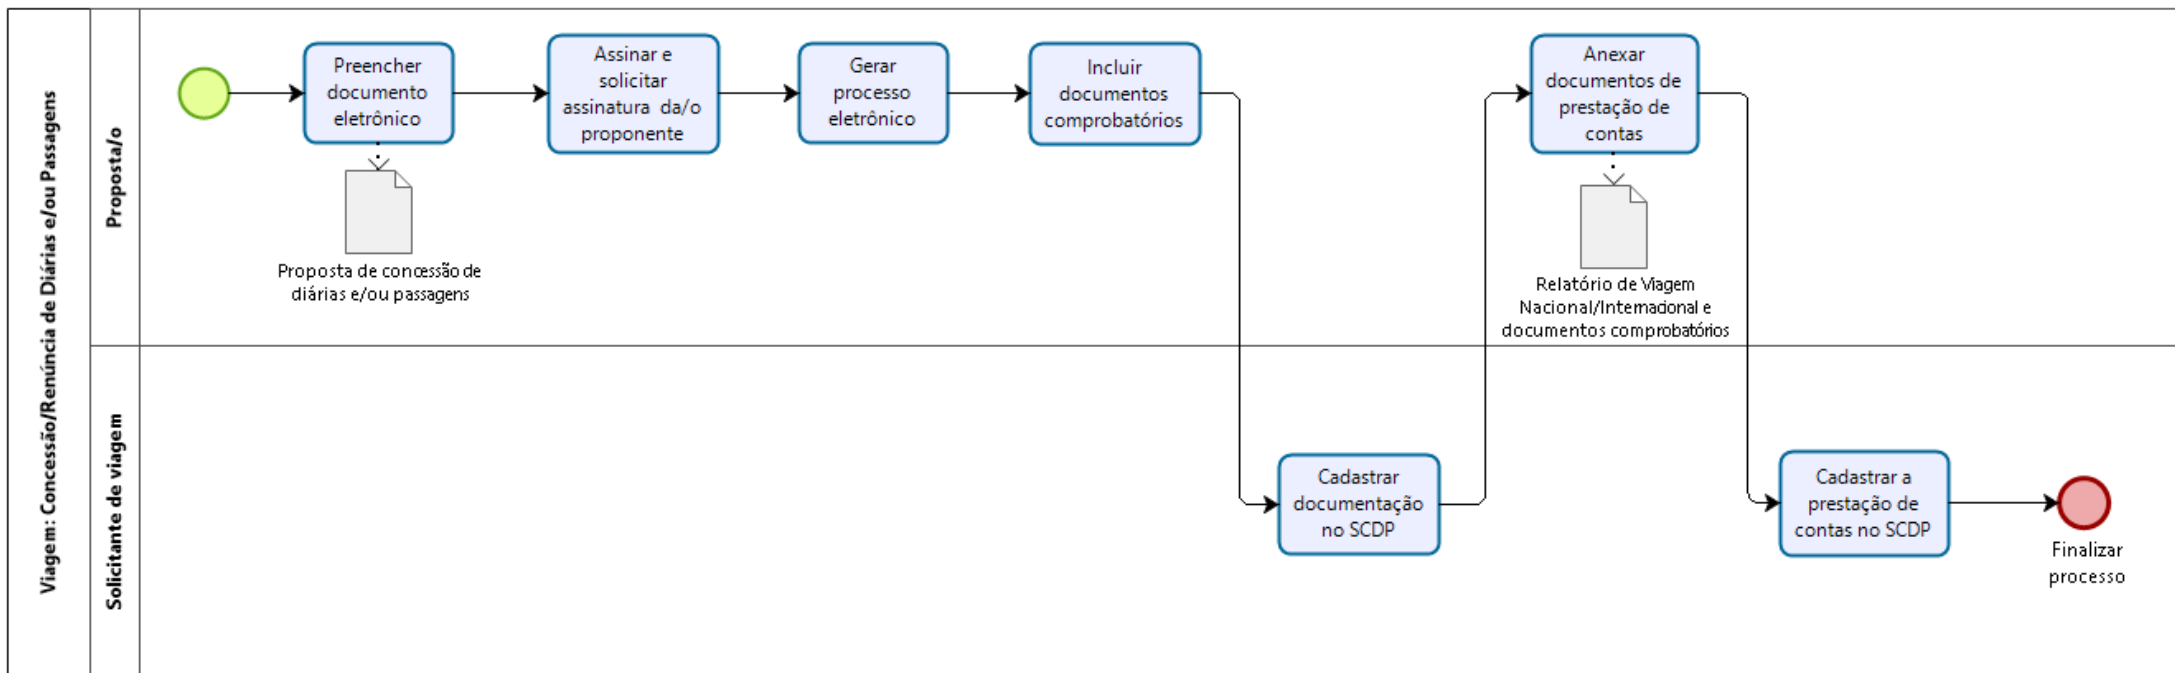 Viagem: Concessão/Renúncia de Diárias e/ou Passagens
Proposta/o
Preencher
documento
eletrônico
Proposta de concessão de
diárias e/ou passagens
Assinar e
solicitar
assinatura da/o
proponente
Gerar
processo
eletrônico
Incluir
documentos
comprobatórios
Anexar
documentos de
prestação de
contas
Relatório de Viagem
Nacional/Internacional e
documentos comprobatórios
Solicitante de viagem
Cadastrar
documentação
no SCDP
Cadastrar a
prestação de
contas no SCDP
Finalizar
processo